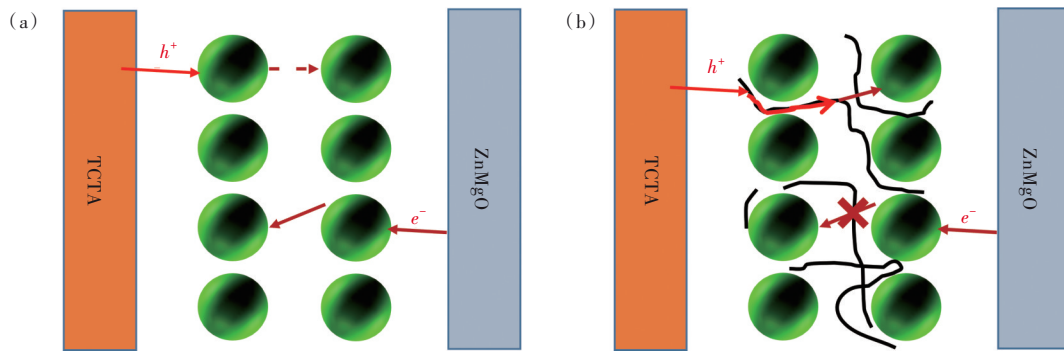 (a)
h+
TCTA
e−
ZnMgO
(b)
h+
TCTA
e−
ZnMgO